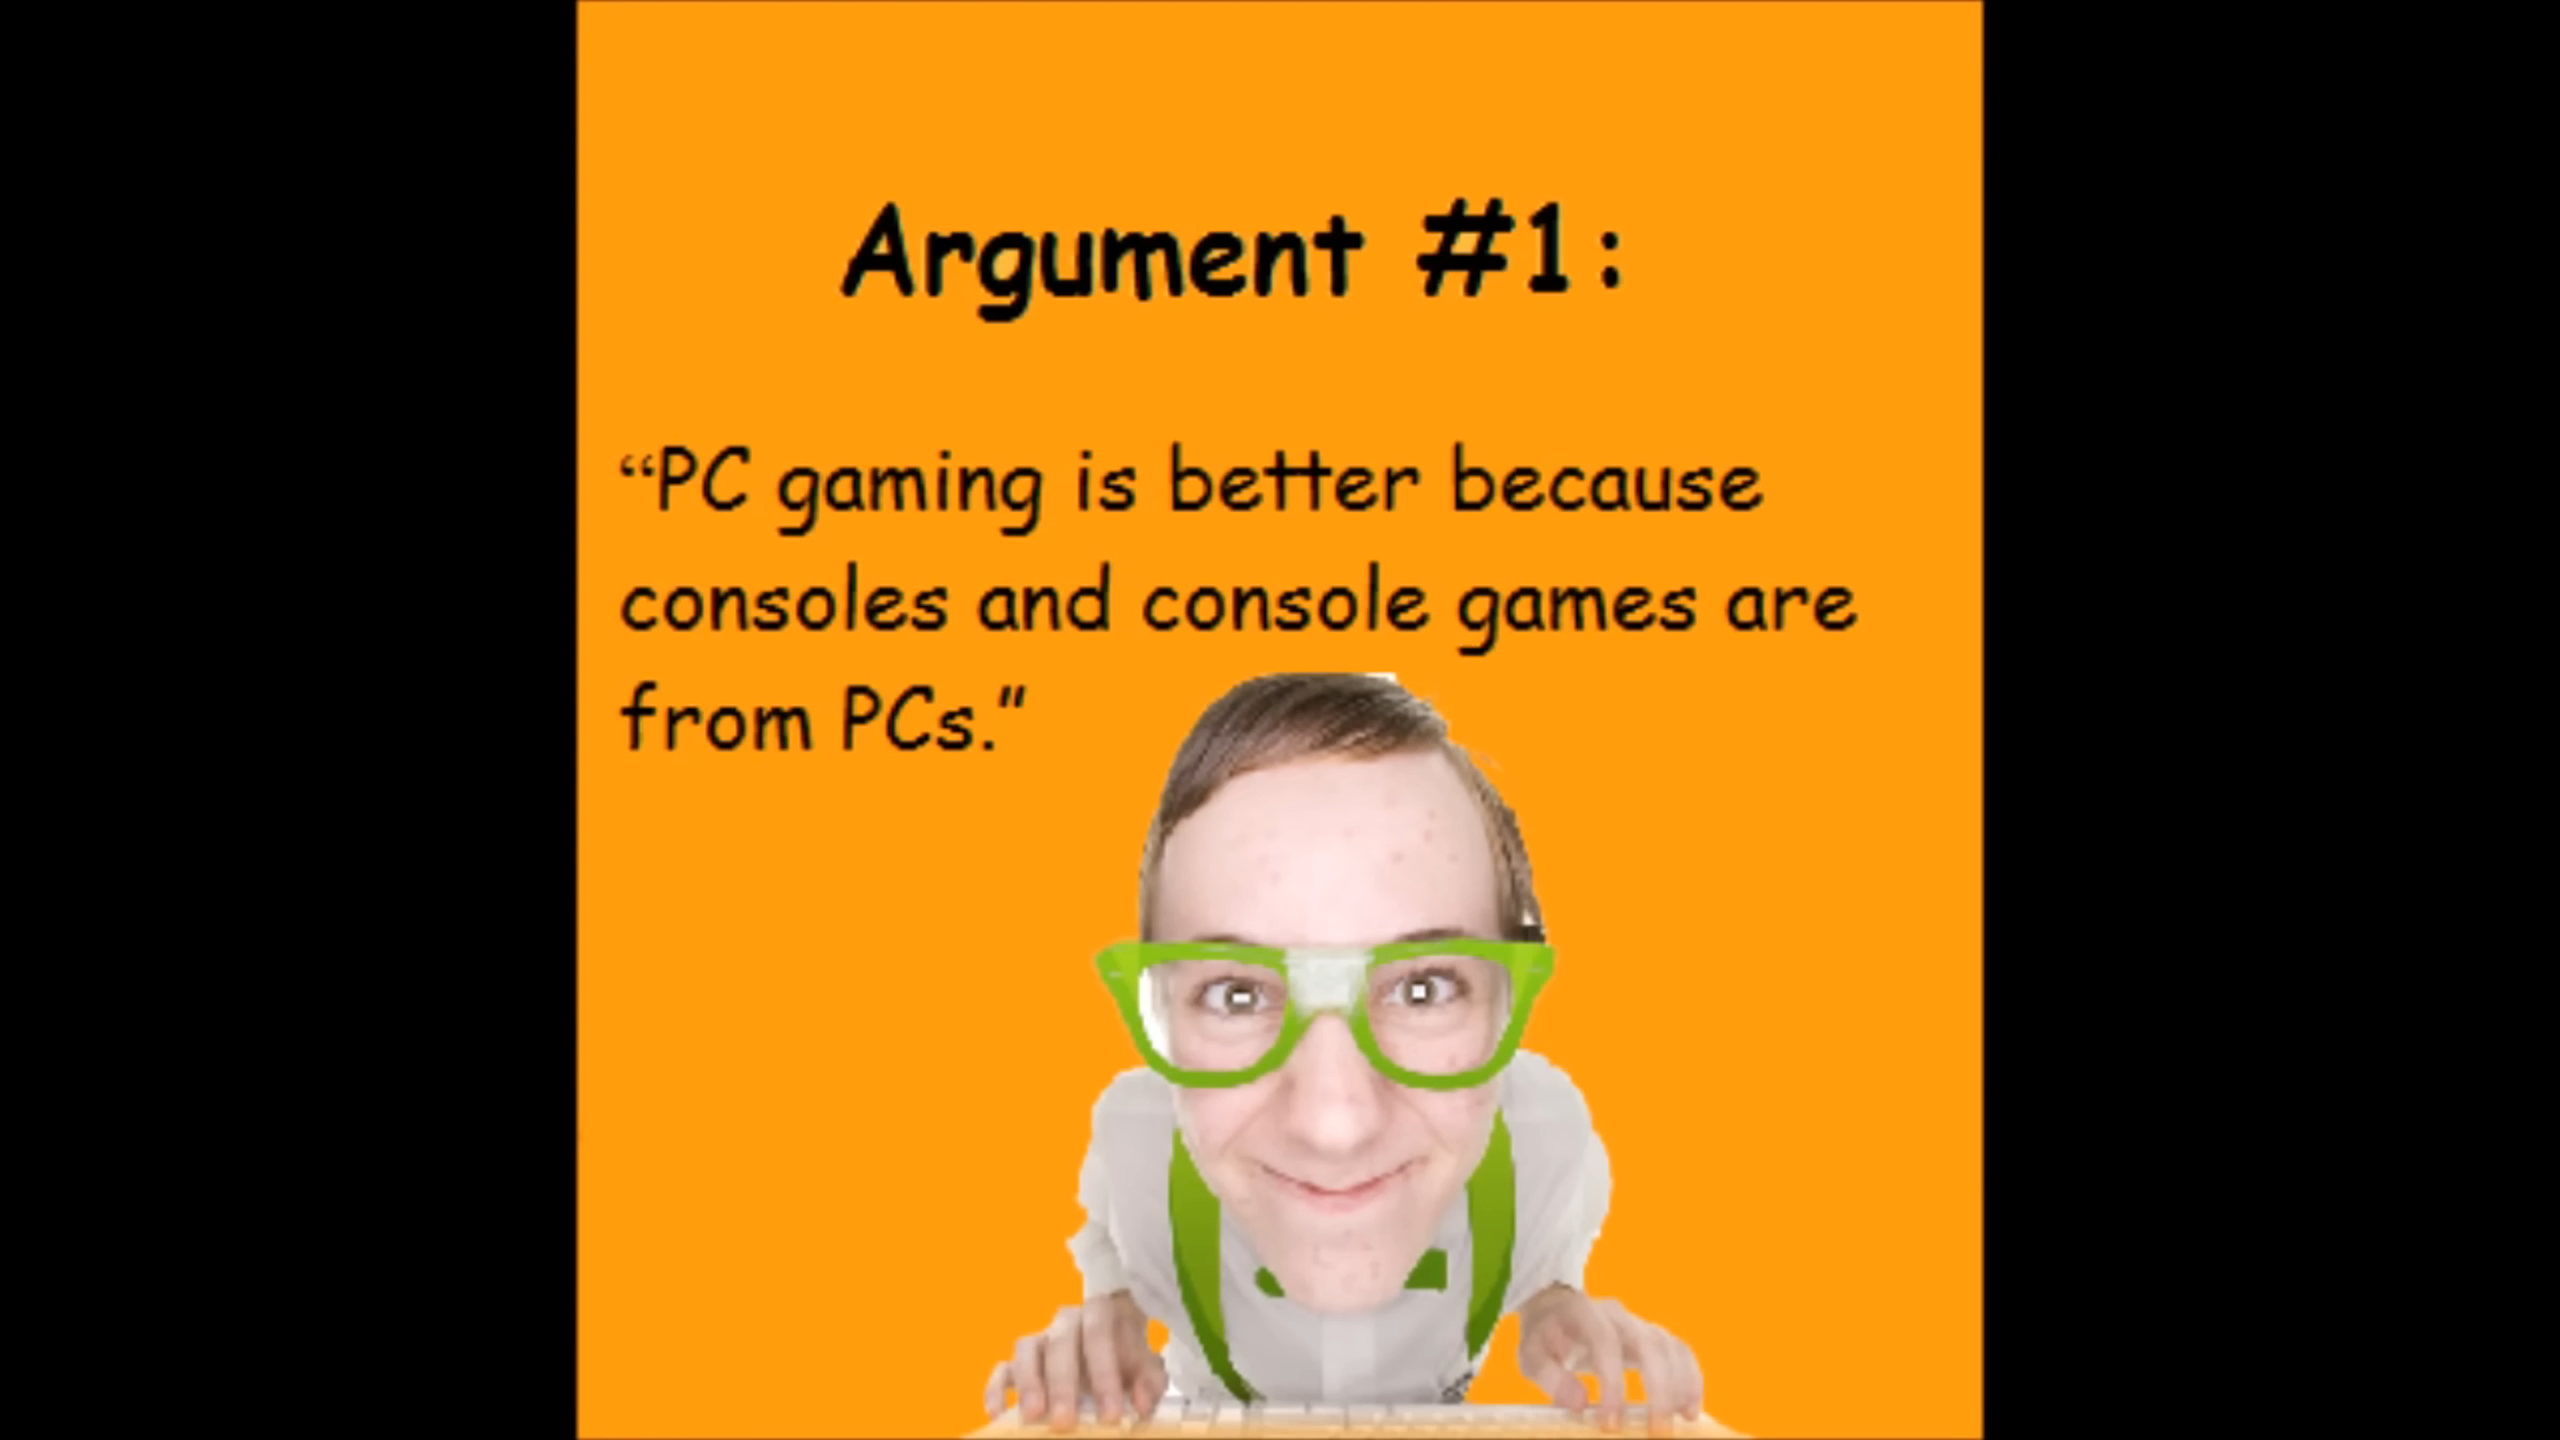 Argument #1:
“PC gaming is better because
consoles and console games are
from PCs.”